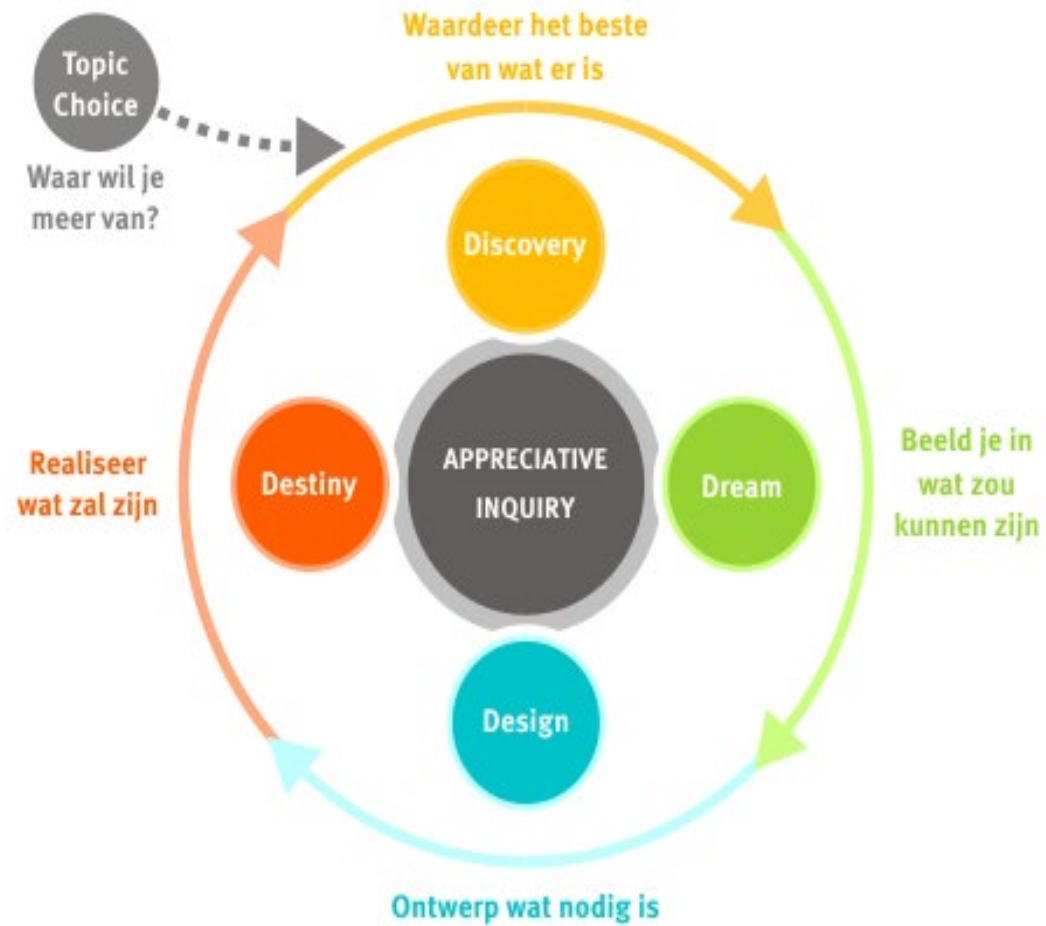 Topic
Choice
Waar wil je
meer van?
Waardeer het beste
van wat er is
Discovery
Realiseer
wat zal zijn
Destiny
APPRECIATIVE
INQUIRY
Dream
Beeld je in
wat zou
kunnen zijn
Design
Ontwerp wat nodig is